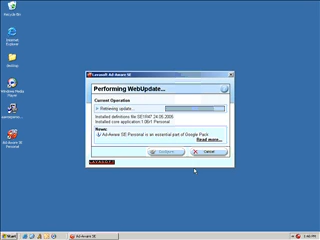 Recycle Bin
Internet
Explorer
Desktop
Windows Media
Player
Ad-Aware SE
Personal
Lavasoft Ad-Aware SE
Performing WebUpdate...
Current Operation
Retrieving update...
Installed definitions file:SE1R47 24.05.2005
Installed core application:1.06r1 Personal
News:
Ad-Aware SE Personal is an essential part of Google Pack
Read more...
Configure
Cancel
LAVASOFT
Start
Ad-Aware SE